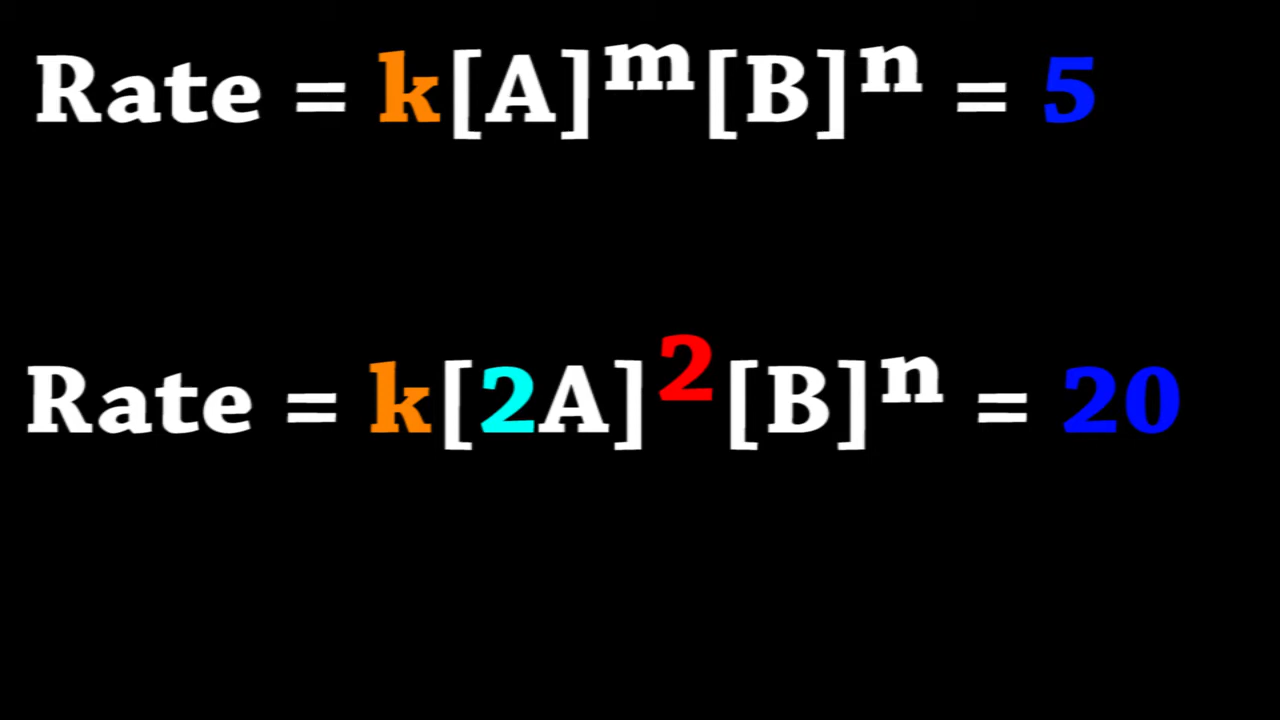 Rate = k[A]ᵐ[B]ⁿ = 5
Rate = k[2A]²[B]ⁿ = 20